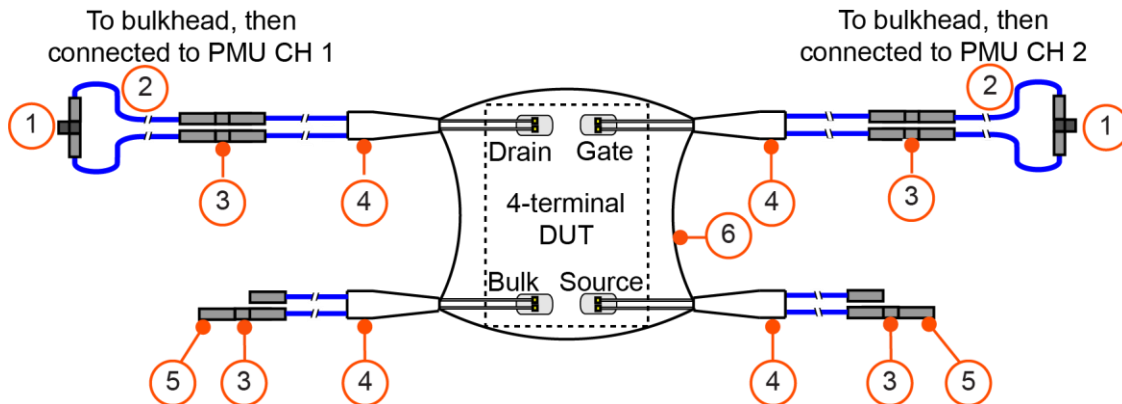 To bulkhead, then
connected to PMU CH 1
To bulkhead, then
connected to PMU CH 2
2
2
1
1
Drain
Gate
3
4
4
3
4-terminal
DUT
6
Bulk
Source
5
3
4
4
3
5